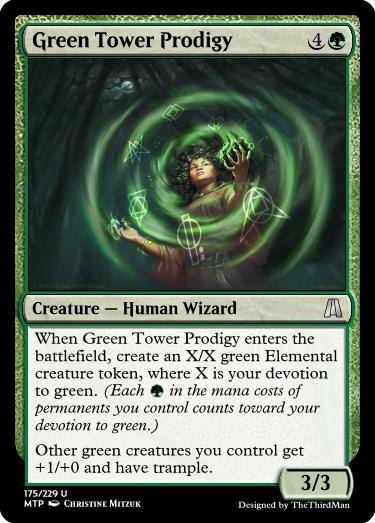 Green Tower Prodigy 4
Creature — Human Wizard
When Green Tower Prodigy enters the
battlefield, create an X/X green Elemental
creature token, where X is your devotion
to green. (Each in the mana costs of
permanents you control counts toward your
devotion to green.)
Other green creatures you control get
+1/+0 and have trample.
3/3
175/229 U
MTP Christine Mitzuk
Designed by TheThirdMan